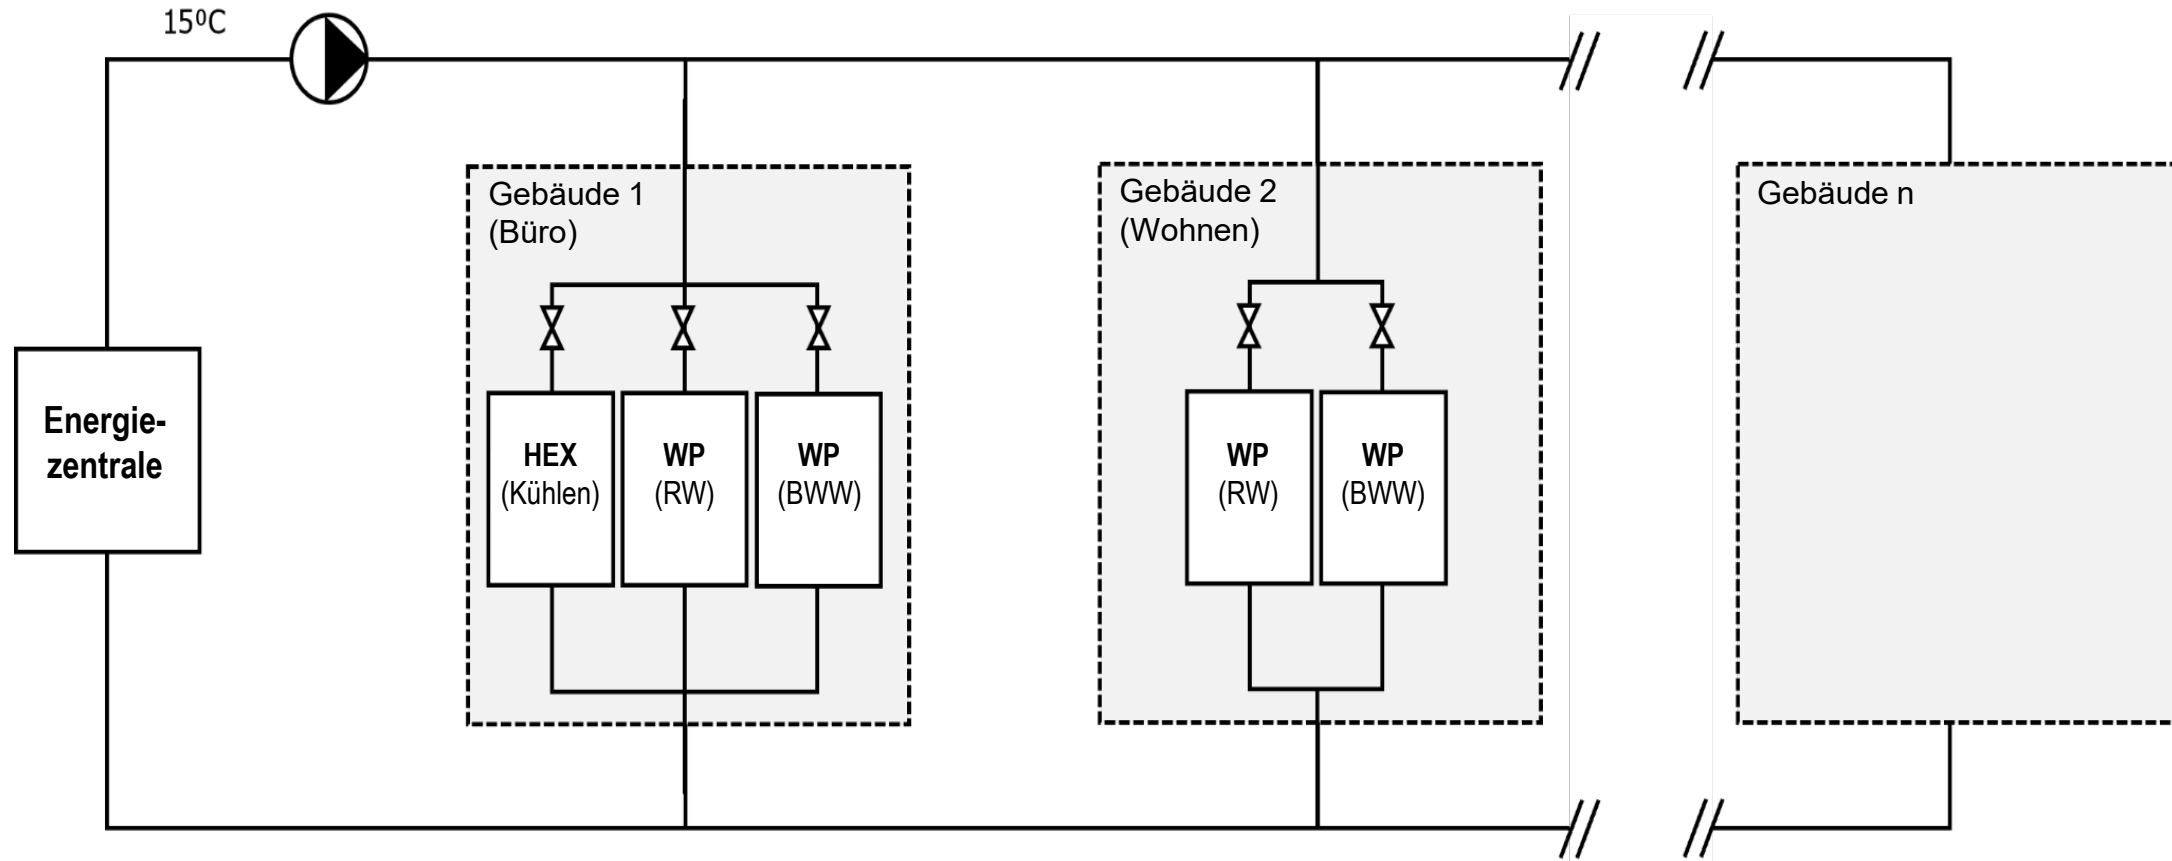 15⁰C
Gebäude 1
(Büro)
Gebäude 2
(Wohnen)
Gebäude n
Energie-
zentrale
HEX
(Kühlen)
WP
(RW)
WP
(BWW)
WP
(RW)
WP
(BWW)